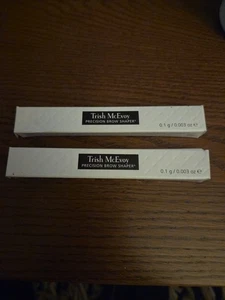 Trish McEvoy
PRECISION BROW SHAPER®
0.1 g / 0.003 oz ℮
Trish McEvoy
PRECISION BROW SHAPER®
0.1 g / 0.003 oz ℮